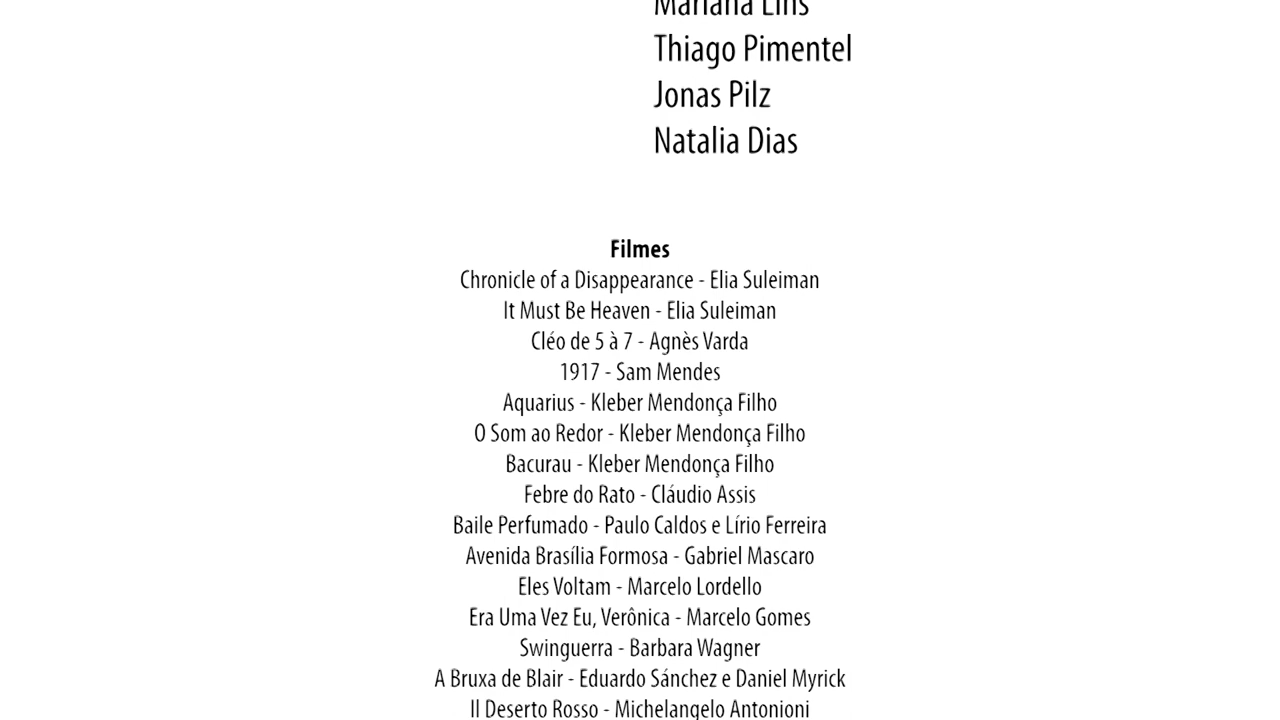 Mariana Lins
Thiago Pimentel
Jonas Pilz
Natalia Dias
Filmes
Chronicle of a Disappearance - Elia Suleiman
It Must Be Heaven - Elia Suleiman
Cléo de 5 à 7 - Agnès Varda
1917 - Sam Mendes
Aquarius - Kleber Mendonça Filho
O Som ao Redor - Kleber Mendonça Filho
Bacurau - Kleber Mendonça Filho
Febre do Rato - Cláudio Assis
Baile Perfumado - Paulo Caldos e Lírio Ferreira
Avenida Brasília Formosa - Gabriel Mascaro
Eles Voltam - Marcelo Lordello
Era Uma Vez Eu, Verônica - Marcelo Gomes
Swinguerra - Barbara Wagner
A Bruxa de Blair - Eduardo Sánchez e Daniel Myrick
Il Deserto Rosso - Michelangelo Antonioni